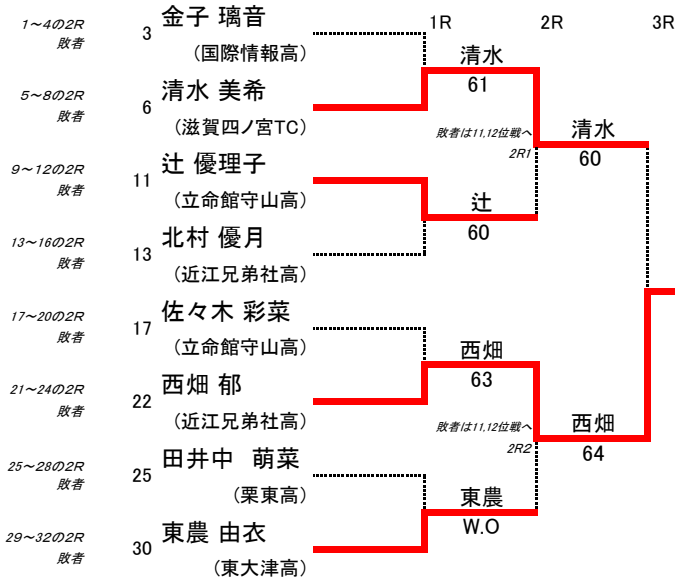 1R 2R 3R
1～4の2R
敗者
3 金子 璃音
(国際情報高)
清水
61
5～8の2R
敗者
6 清水 美希
(滋賀四ノ宮TC)
敗者は11,12位戦へ
2R1
清水
60
9～12の2R
敗者
11 辻 優理子
(立命館守山高)
辻
60
13～16の2R
敗者
13 北村 優月
(近江兄弟社高)
17～20の2R
敗者
17 佐々木 彩菜
(立命館守山高)
西畑
63
21～24の2R
敗者
22 西畑 郁
(近江兄弟社高)
敗者は11,12位戦へ
2R2
西畑
64
25～28の2R
敗者
25 田井中　萌菜
(栗東高)
東農
W.O
29～32の2R
敗者
30 東農 由衣
(東大津高)